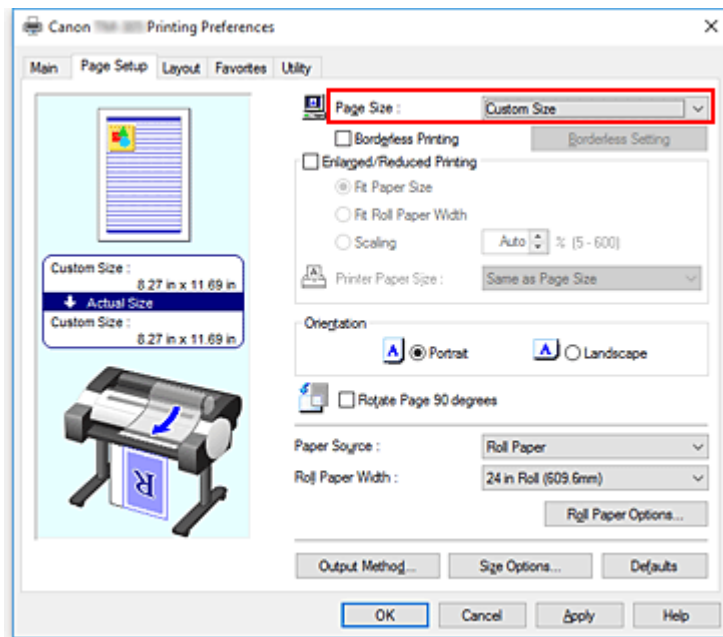 Canon Printing Preferences
Main Page Setup Layout Favorites Utility
Page Size : Custom Size
Borderless Printing Borderless Setting
Enlarged/Reduced Printing
Fit Paper Size
Fit Roll Paper Width
Scaling Auto % (5 - 600)
Printer Paper Size : Same as Page Size
Custom Size :
8.27 in x 11.69 in
Actual Size
Custom Size :
8.27 in x 11.69 in
Orientation
A Portrait A Landscape
Rotate Page 90 degrees
Paper Source : Roll Paper
Roll Paper Width : 24 in Roll (609.6mm)
Roll Paper Options...
R
Output Method... Size Options... Defaults
OK Cancel Apply Help